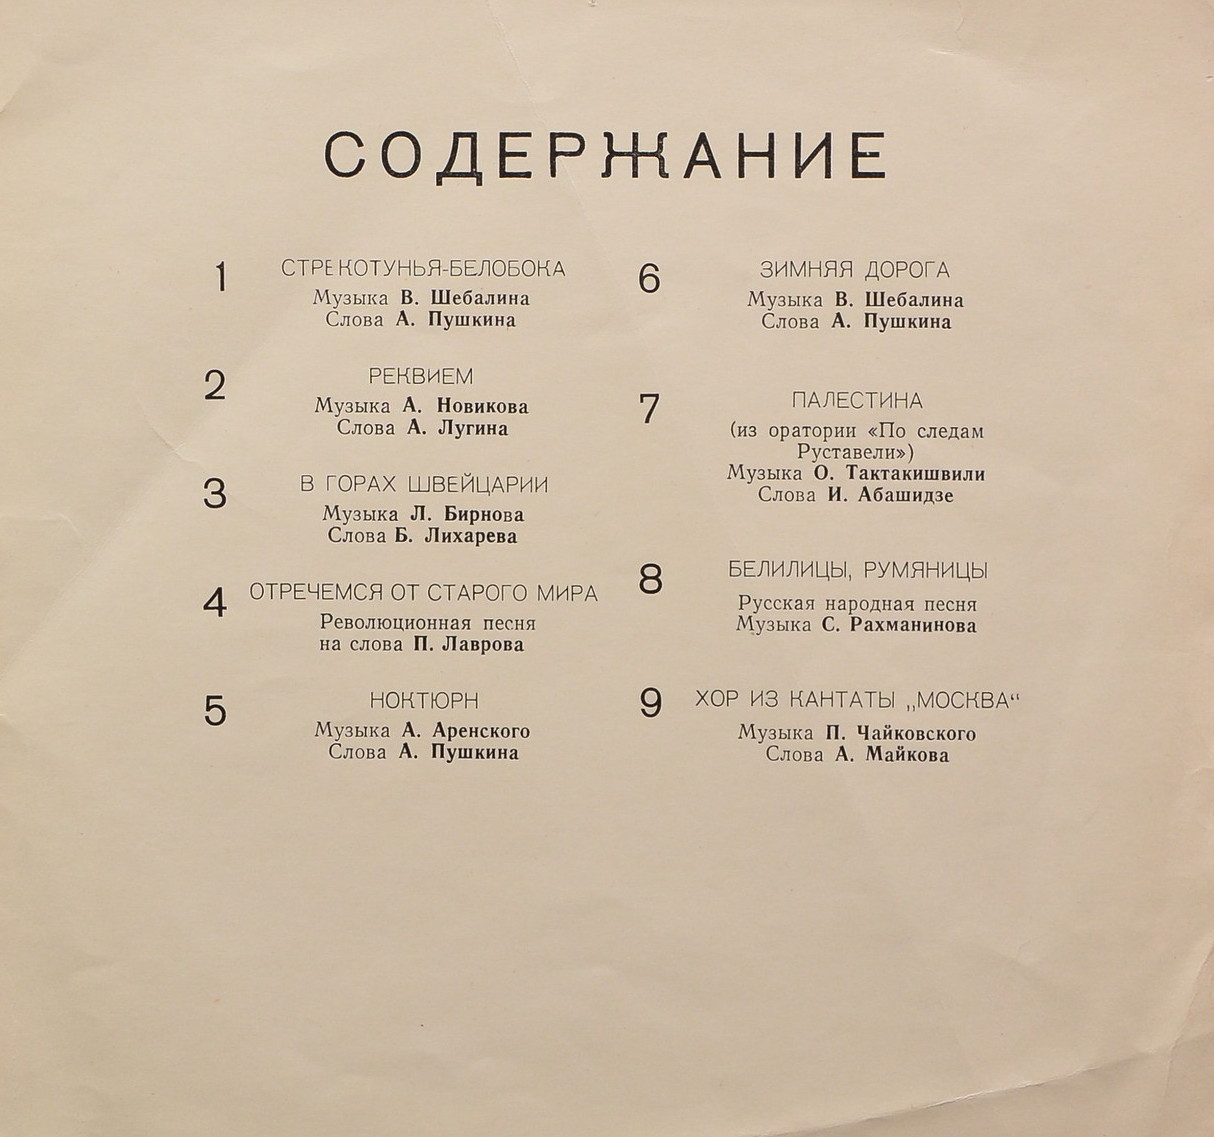 СОДЕРЖАНИЕ
1
СТРЕКОТУНЬЯ-БЕЛОБОКА
Музыка В. Шебалина
Слова А. Пушкина
2
РЕКВИЕМ
Музыка А. Новикова
Слова А. Лугина
3
В ГОРАХ ШВЕЙЦАРИИ
Музыка Л. Бирнова
Слова Б. Лихарева
4
ОТРЕЧЕМСЯ ОТ СТАРОГО МИРА
Революционная песня
на слова П. Лаврова
5
НОКТЮРН
Музыка А. Аренского
Слова А. Пушкина
6
ЗИМНЯЯ ДОРОГА
Музыка В. Шебалина
Слова А. Пушкина
7
ПАЛЕСТИНА
(из оратории «По следам
Руставели»)
Музыка О. Тактакишвили
Слова И. Абашидзе
8
БЕЛИЛИЦЫ, РУМЯНИЦЫ
Русская народная песня
Музыка С. Рахманинова
9
ХОР ИЗ КАНТАТЫ „МОСКВА“
Музыка П. Чайковского
Слова А. Майкова